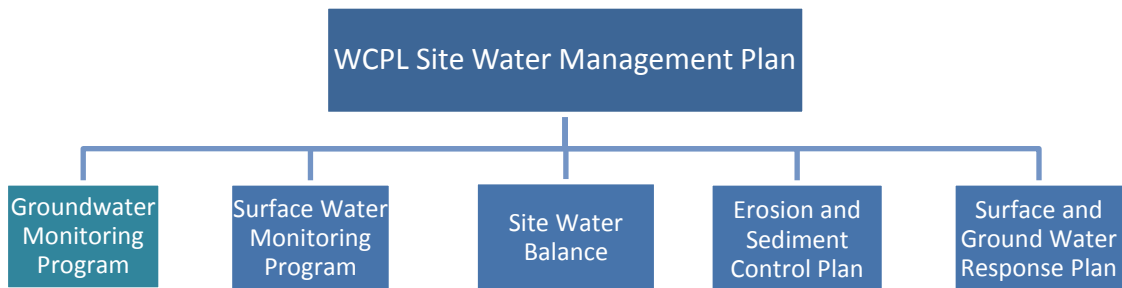 WCPL Site Water Management Plan
Groundwater
Monitoring
Program
Surface Water
Monitoring
Program
Site Water
Balance
Erosion and
Sediment
Control Plan
Surface and
Ground Water
Response Plan